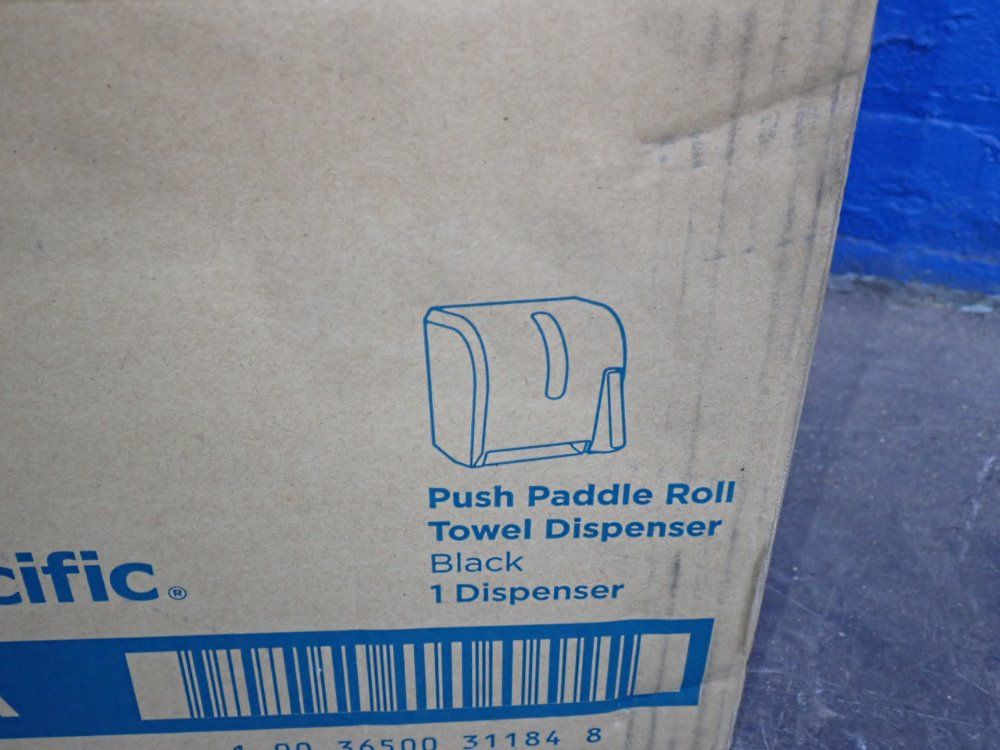 Push Paddle Roll
Towel Dispenser
Black
1 Dispenser
cific®
1 00 36500 31184 8